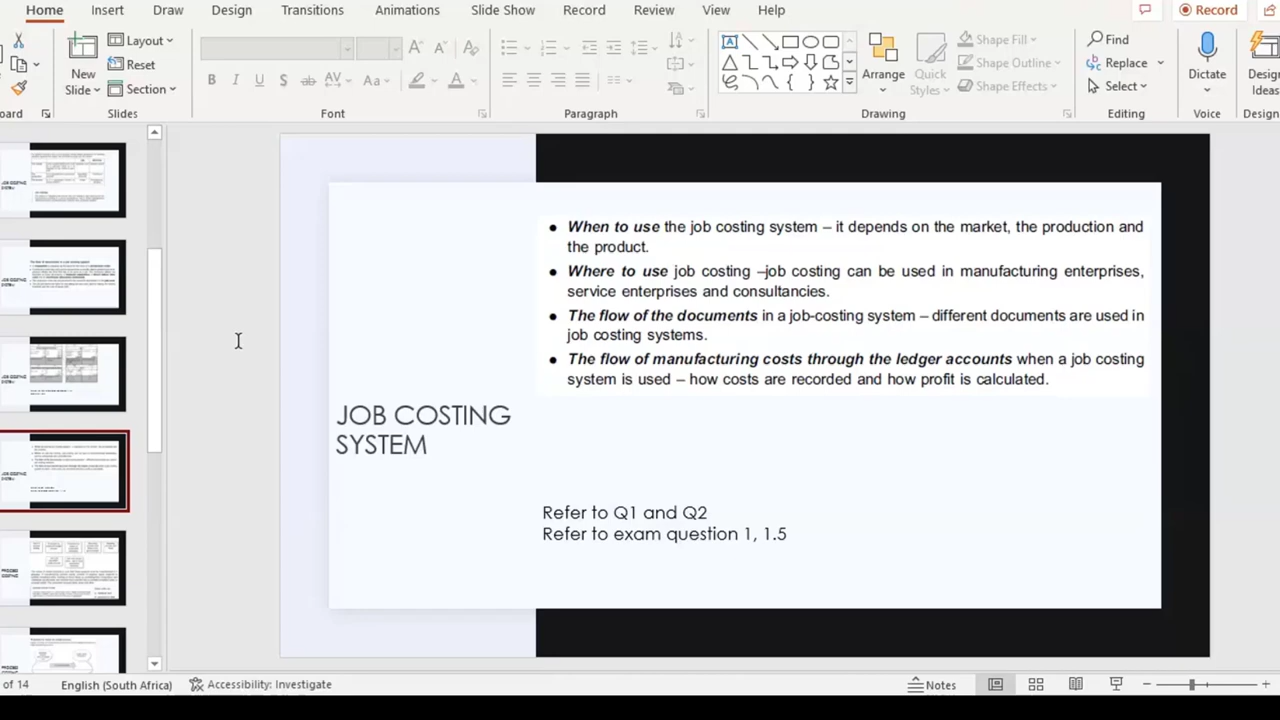 Home Insert Draw Design Transitions Animations Slide Show Record Review View Help Record
Layout
Reset
Section
New
Slides
Slides
Font
Paragraph
Arrange
Quick
Styles
Shape Fill
Shape Outline
Shape Effects
Drawing
Find
Replace
Select
Editing
Dictate
Voice
Design
Ideas
Design
• When to use the job costing system – it depends on the market, the production and
the product.
• Where to use job costing –job costing can be used in manufacturing enterprises,
service enterprises and consultancies.
• The flow of the documents in a job-costing system – different documents are used in
job costing systems.
• The flow of manufacturing costs through the ledger accounts when a job costing
system is used – how costs are recorded and how profit is calculated.
JOB COSTING
SYSTEM
Refer to Q1 and Q2
Refer to exam question 1, 1.5
of 14 English (South Africa) Accessibility: Investigate Notes